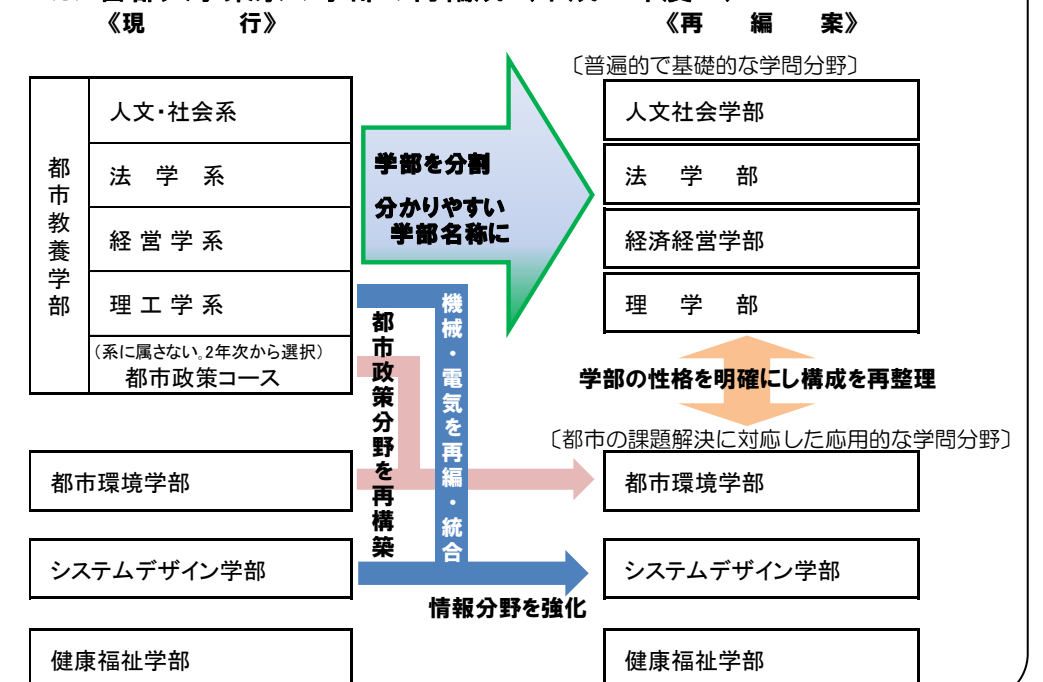 《現 行》
《再 編 案》
〔普遍的で基礎的な学問分野〕
都市教養学部
人文・社会系
法 学 系
経 営 学 系
理 工 学 系
（系に属さない。2年次から選択）
都市政策コース
都市環境学部
システムデザイン学部
健康福祉学部
学部を分割
分かりやすい
学部名称に
都市政策分野を再構築
機械・電気を再編・統合
情報分野を強化
人文社会学部
法 学 部
経済経営学部
理 学 部
学部の性格を明確にし構成を再整理
〔都市の課題解決に対応した応用的な学問分野〕
都市環境学部
システムデザイン学部
健康福祉学部